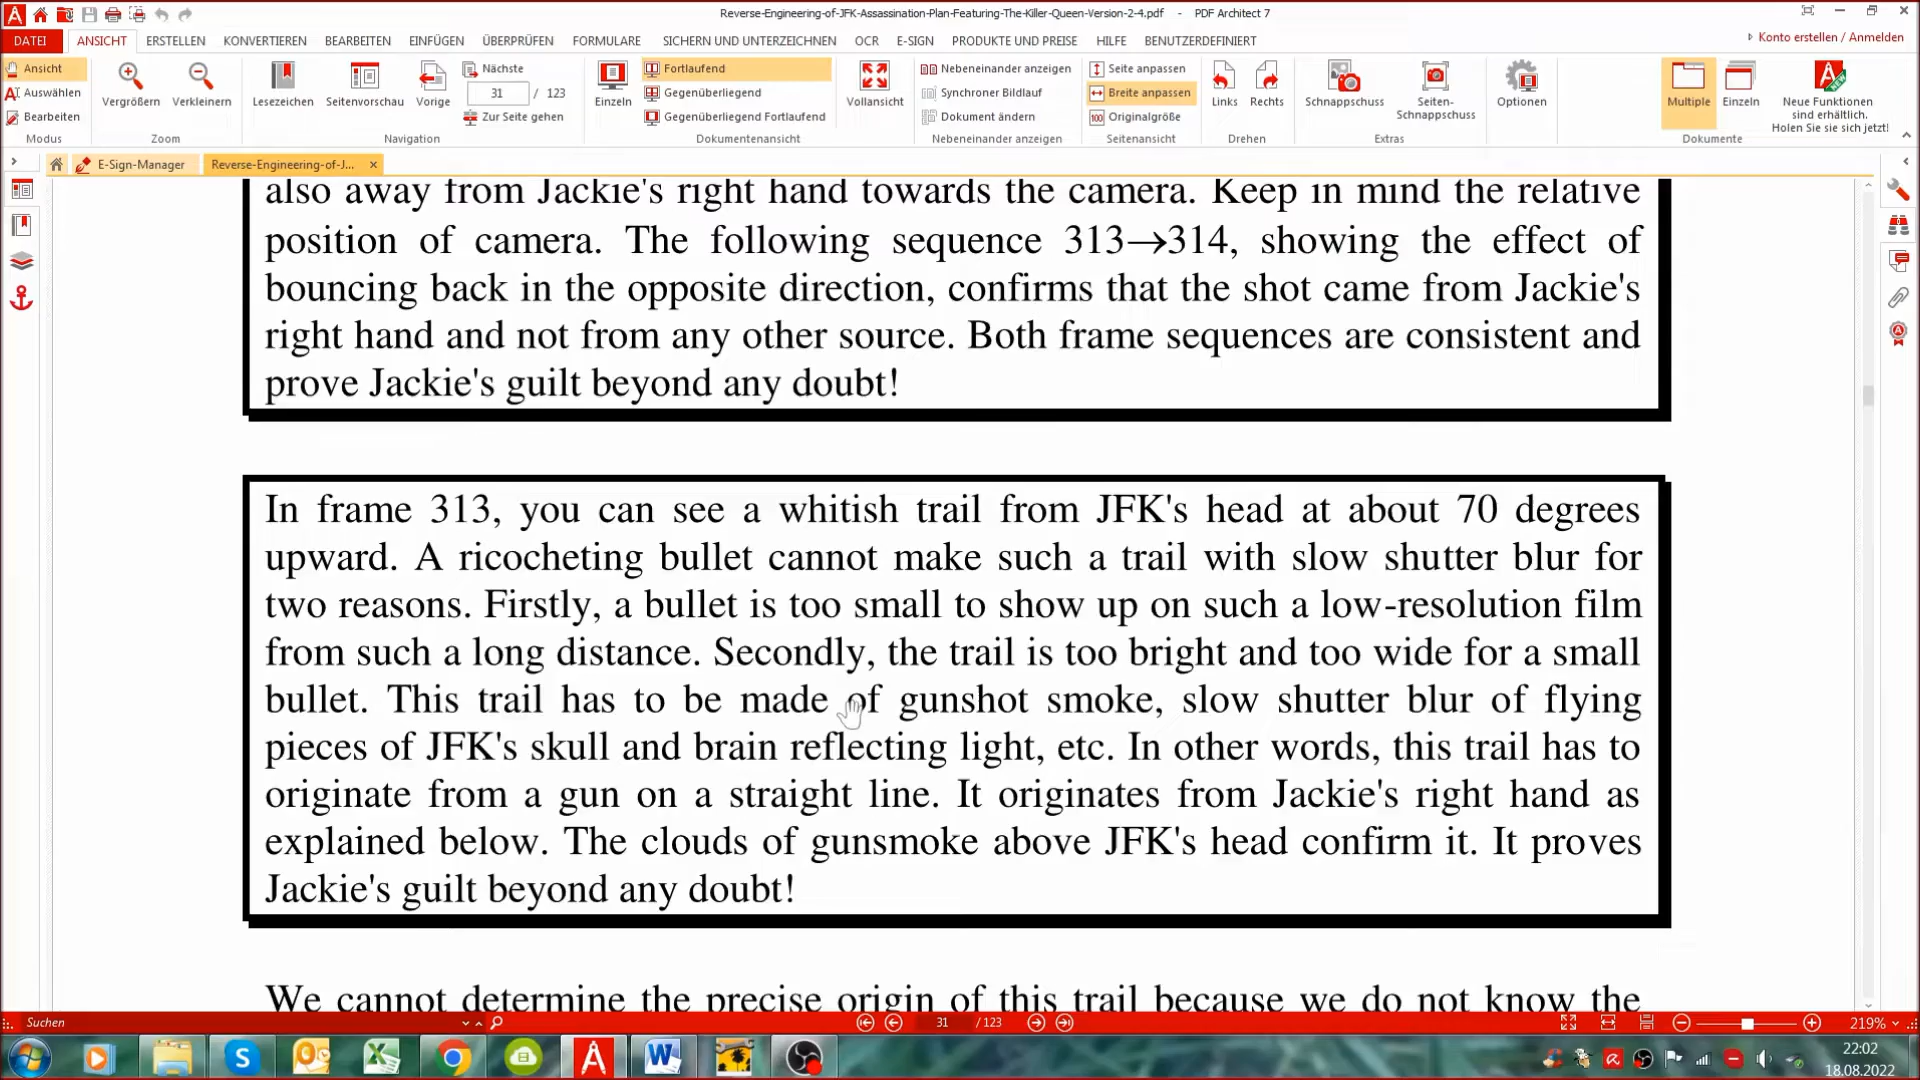 Reverse-Engineering-of-JFK-Assassination-Plan-Featuring-The-Killer-Queen-Version-2-4.pdf - PDF Architect 7
DATEI ANSICHT ERSTELLEN KONVERTIEREN BEARBEITEN EINFÜGEN ÜBERPRÜFEN FORMULARE SICHERN UND UNTERZEICHNEN OCR E-SIGN PRODUKTE UND PREISE HILFE BENUTZERDEFINIERT Konto erstellen / Anmelden
Ansicht
Auswählen
Bearbeiten
Modus
Vergrößern
Verkleinern
Zoom
Lesezeichen
Seitenvorschau
Vorige
Nächste
31 / 123
Zur Seite gehen
Navigation
Einzeln
Fortlaufend
Gegenüberliegend
Gegenüberliegend Fortlaufend
Dokumentenansicht
Vollansicht
Nebeneinander anzeigen
Synchroner Bildlauf
Dokument ändern
Nebeneinander anzeigen
Seite anpassen
Breite anpassen
100 Originalgröße
Seitenansicht
Links
Rechts
Drehen
Schnappschuss
Seiten-
Schnappschuss
Extras
Optionen
Multiple
Einzeln
Dokumente
Neue Funktionen
sind erhältlich.
Holen Sie sie sich jetzt!
E-Sign-Manager
Reverse-Engineering-of-J...
also away from Jackie's right hand towards the camera. Keep in mind the relative
position of camera. The following sequence 313→314, showing the effect of
bouncing back in the opposite direction, confirms that the shot came from Jackie's
right hand and not from any other source. Both frame sequences are consistent and
prove Jackie's guilt beyond any doubt!
In frame 313, you can see a whitish trail from JFK's head at about 70 degrees
upward. A ricocheting bullet cannot make such a trail with slow shutter blur for
two reasons. Firstly, a bullet is too small to show up on such a low-resolution film
from such a long distance. Secondly, the trail is too bright and too wide for a small
bullet. This trail has to be made of gunshot smoke, slow shutter blur of flying
pieces of JFK's skull and brain reflecting light, etc. In other words, this trail has to
originate from a gun on a straight line. It originates from Jackie's right hand as
explained below. The clouds of gunsmoke above JFK's head confirm it. It proves
Jackie's guilt beyond any doubt!
We cannot determine the precise origin of this trail because we do not know the
Suchen
31 / 123
219%
22:02
18.08.2022